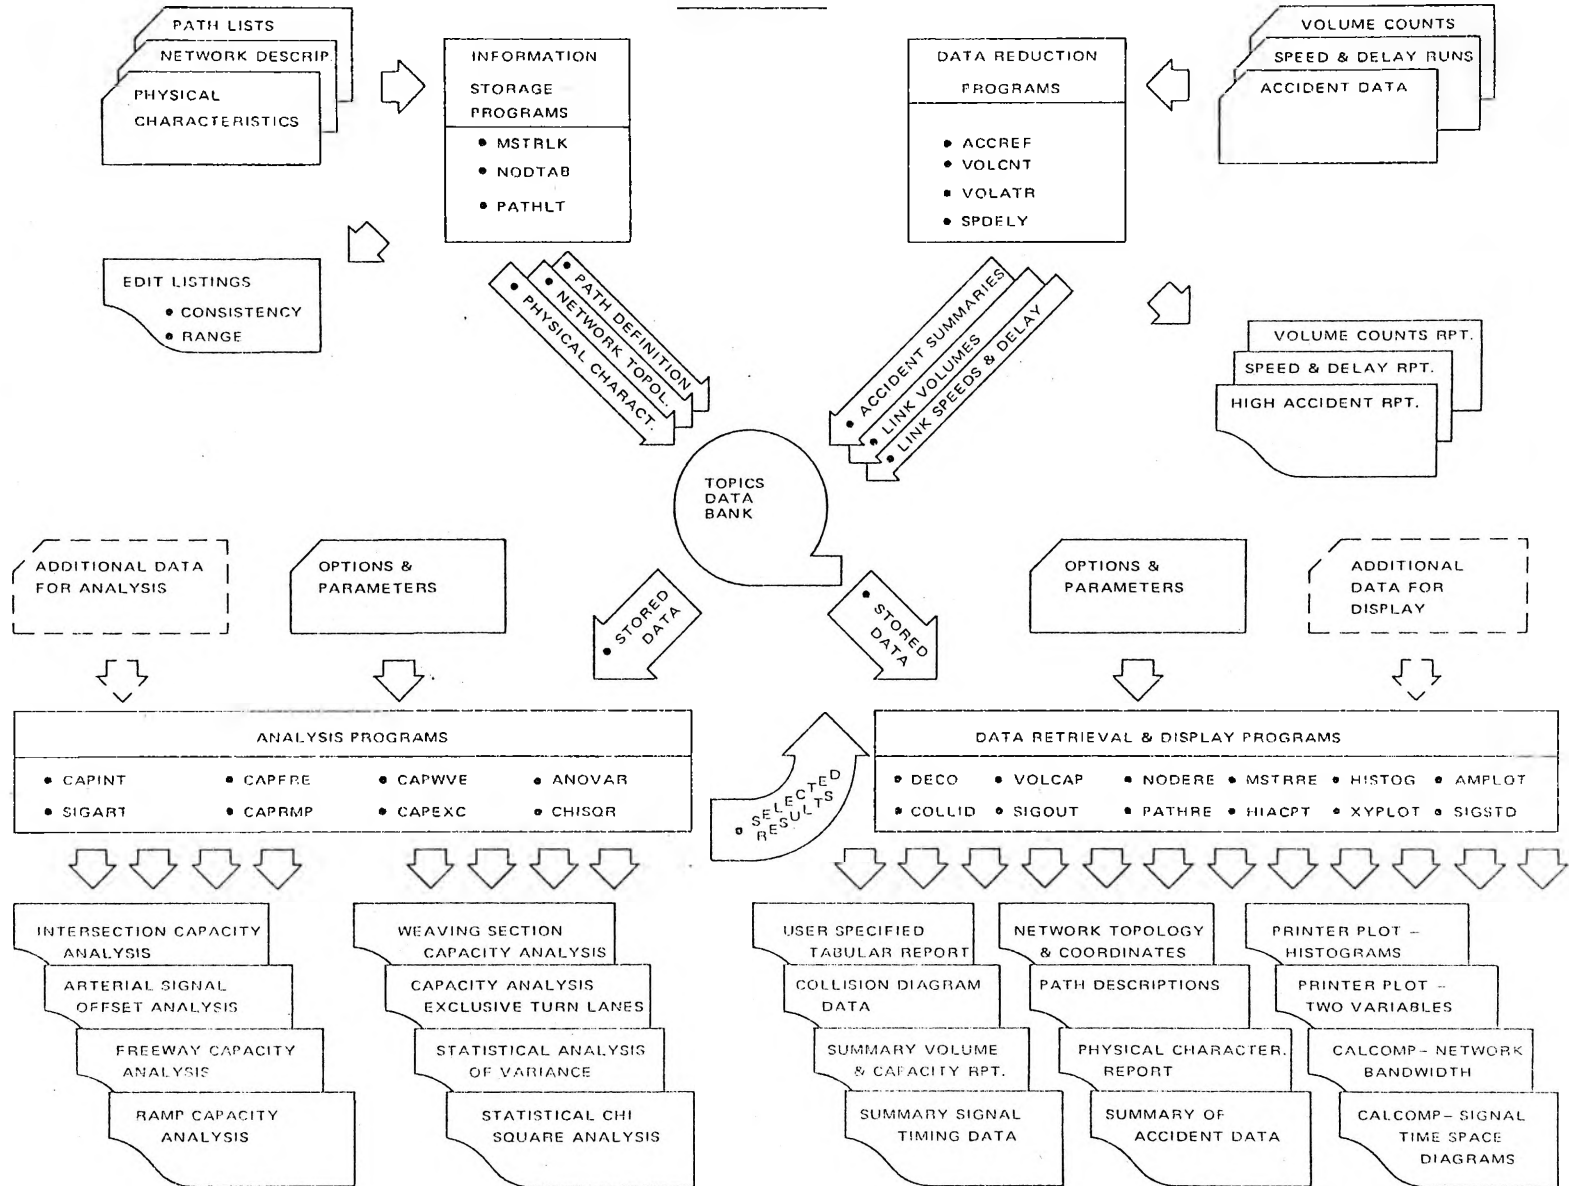 PATH LISTS
NETWORK DESCRIP.
PHYSICAL
CHARACTERISTICS
INFORMATION
STORAGE
PROGRAMS
• MSTRLK
• NODTAB
• PATHLT
DATA REDUCTION
PROGRAMS
• ACCREF
• VOLCNT
• VOLATR
• SPDELY
VOLUME COUNTS
SPEED & DELAY RUNS
ACCIDENT DATA
EDIT LISTINGS
• CONSISTENCY
• RANGE
• PATH DEFINITION
• NETWORK TOPOL.
• PHYSICAL CHARACT.
• ACCIDENT SUMMARIES
• LINK VOLUMES
• LINK SPEEDS & DELAY
VOLUME COUNTS RPT.
SPEED & DELAY RPT.
HIGH ACCIDENT RPT.
TOPICS
DATA
BANK
ADDITIONAL DATA
FOR ANALYSIS
OPTIONS &
PARAMETERS
• STORED
DATA
• STORED
DATA
OPTIONS &
PARAMETERS
ADDITIONAL
DATA FOR
DISPLAY
ANALYSIS PROGRAMS
• CAPINT • CAPFRE • CAPWVE • ANOVAR
• SIGART • CAPRMP • CAPEXC • CHISQR
• SELECTED
RESULTS
DATA RETRIEVAL & DISPLAY PROGRAMS
• DECO • VOLCAP • NODERE • MSTRRE • HISTOG • AMPLOT
• COLLID • SIGOUT • PATHRE • HIACPT • XYPLOT • SIGSTD
INTERSECTION CAPACITY
ANALYSIS
ARTERIAL SIGNAL
OFFSET ANALYSIS
FREEWAY CAPACITY
ANALYSIS
RAMP CAPACITY
ANALYSIS
WEAVING SECTION
CAPACITY ANALYSIS
CAPACITY ANALYSIS
EXCLUSIVE TURN LANES
STATISTICAL ANALYSIS
OF VARIANCE
STATISTICAL CHI
SQUARE ANALYSIS
USER SPECIFIED
TABULAR REPORT
COLLISION DIAGRAM
DATA
SUMMARY VOLUME
& CAPACITY RPT.
SUMMARY SIGNAL
TIMING DATA
NETWORK TOPOLOGY
& COORDINATES
PATH DESCRIPTIONS
PHYSICAL CHARACTER.
REPORT
SUMMARY OF
ACCIDENT DATA
PRINTER PLOT –
HISTOGRAMS
PRINTER PLOT –
TWO VARIABLES
CALCOMP– NETWORK
BANDWIDTH
CALCOMP– SIGNAL
TIME SPACE
DIAGRAMS